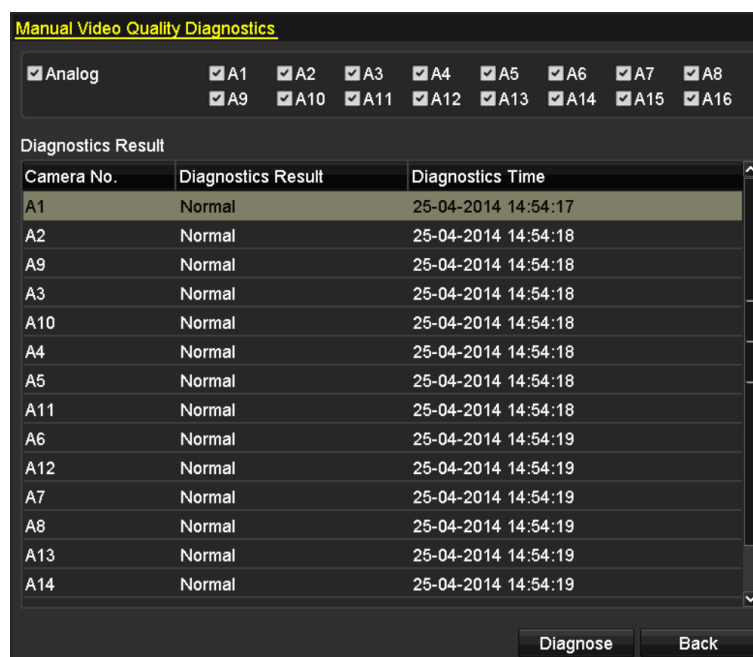 Manual Video Quality Diagnostics
Analog A1 A2 A3 A4 A5 A6 A7 A8
A9 A10 A11 A12 A13 A14 A15 A16
Diagnostics Result
Camera No. Diagnostics Result Diagnostics Time
A1 Normal 25-04-2014 14:54:17
A2 Normal 25-04-2014 14:54:18
A9 Normal 25-04-2014 14:54:18
A3 Normal 25-04-2014 14:54:18
A10 Normal 25-04-2014 14:54:18
A4 Normal 25-04-2014 14:54:18
A5 Normal 25-04-2014 14:54:18
A11 Normal 25-04-2014 14:54:18
A6 Normal 25-04-2014 14:54:19
A12 Normal 25-04-2014 14:54:19
A7 Normal 25-04-2014 14:54:19
A8 Normal 25-04-2014 14:54:19
A13 Normal 25-04-2014 14:54:19
A14 Normal 25-04-2014 14:54:19
Diagnose Back